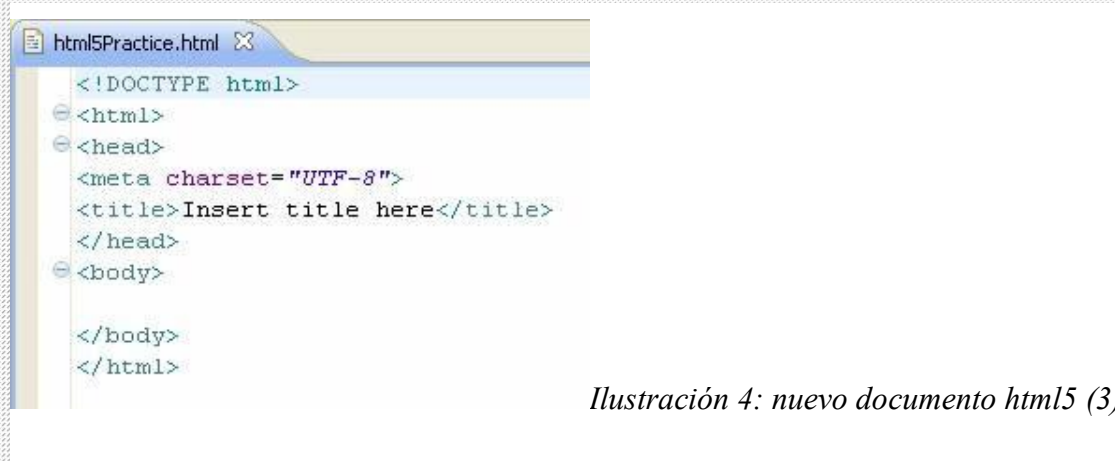 html5Practice.html
<!DOCTYPE html>
<html>
<head>
<meta charset="UTF-8">
<title>Insert title here</title>
</head>
<body>
</body>
</html>
Ilustración 4: nuevo documento html5 (3)